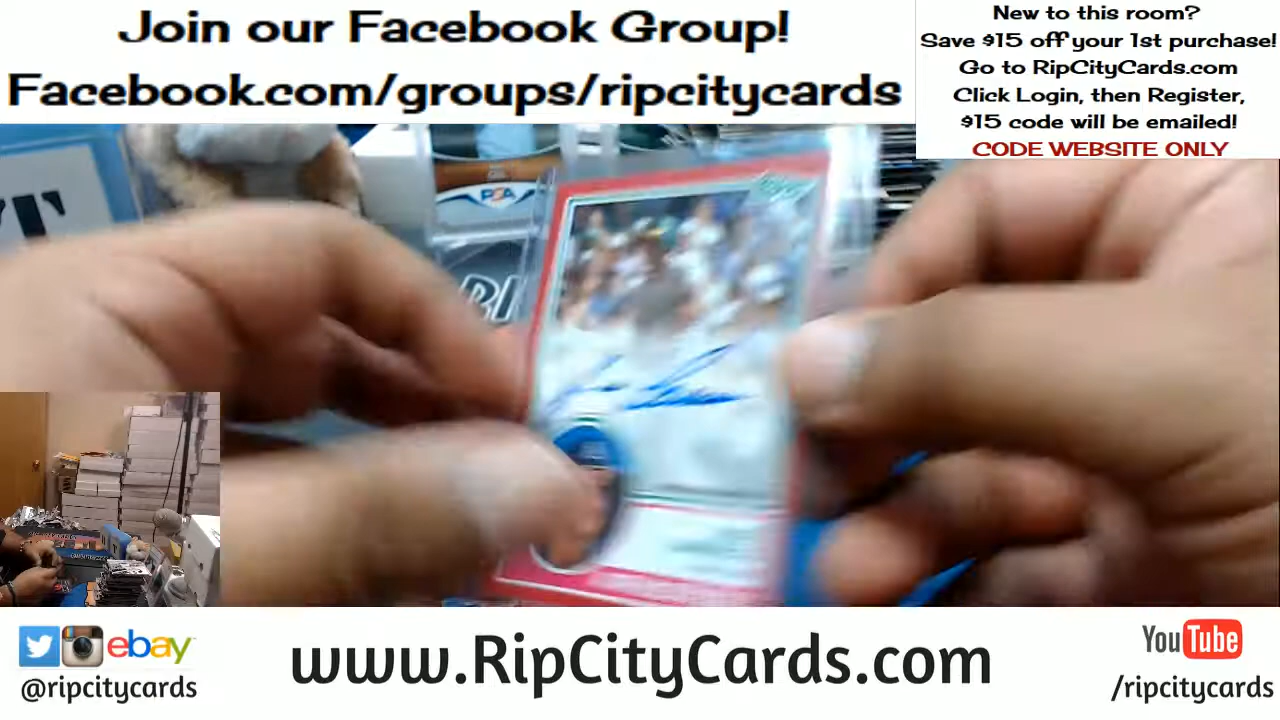 Join our Facebook Group!
Facebook.com/groups/ripcitycards
New to this room?
Save $15 off your 1st purchase!
Go to RipCityCards.com
Click Login, then Register,
$15 code will be emailed!
CODE WEBSITE ONLY
PSA
ebay
@ripcitycards
www.RipCityCards.com
YouTube
/ripcitycards